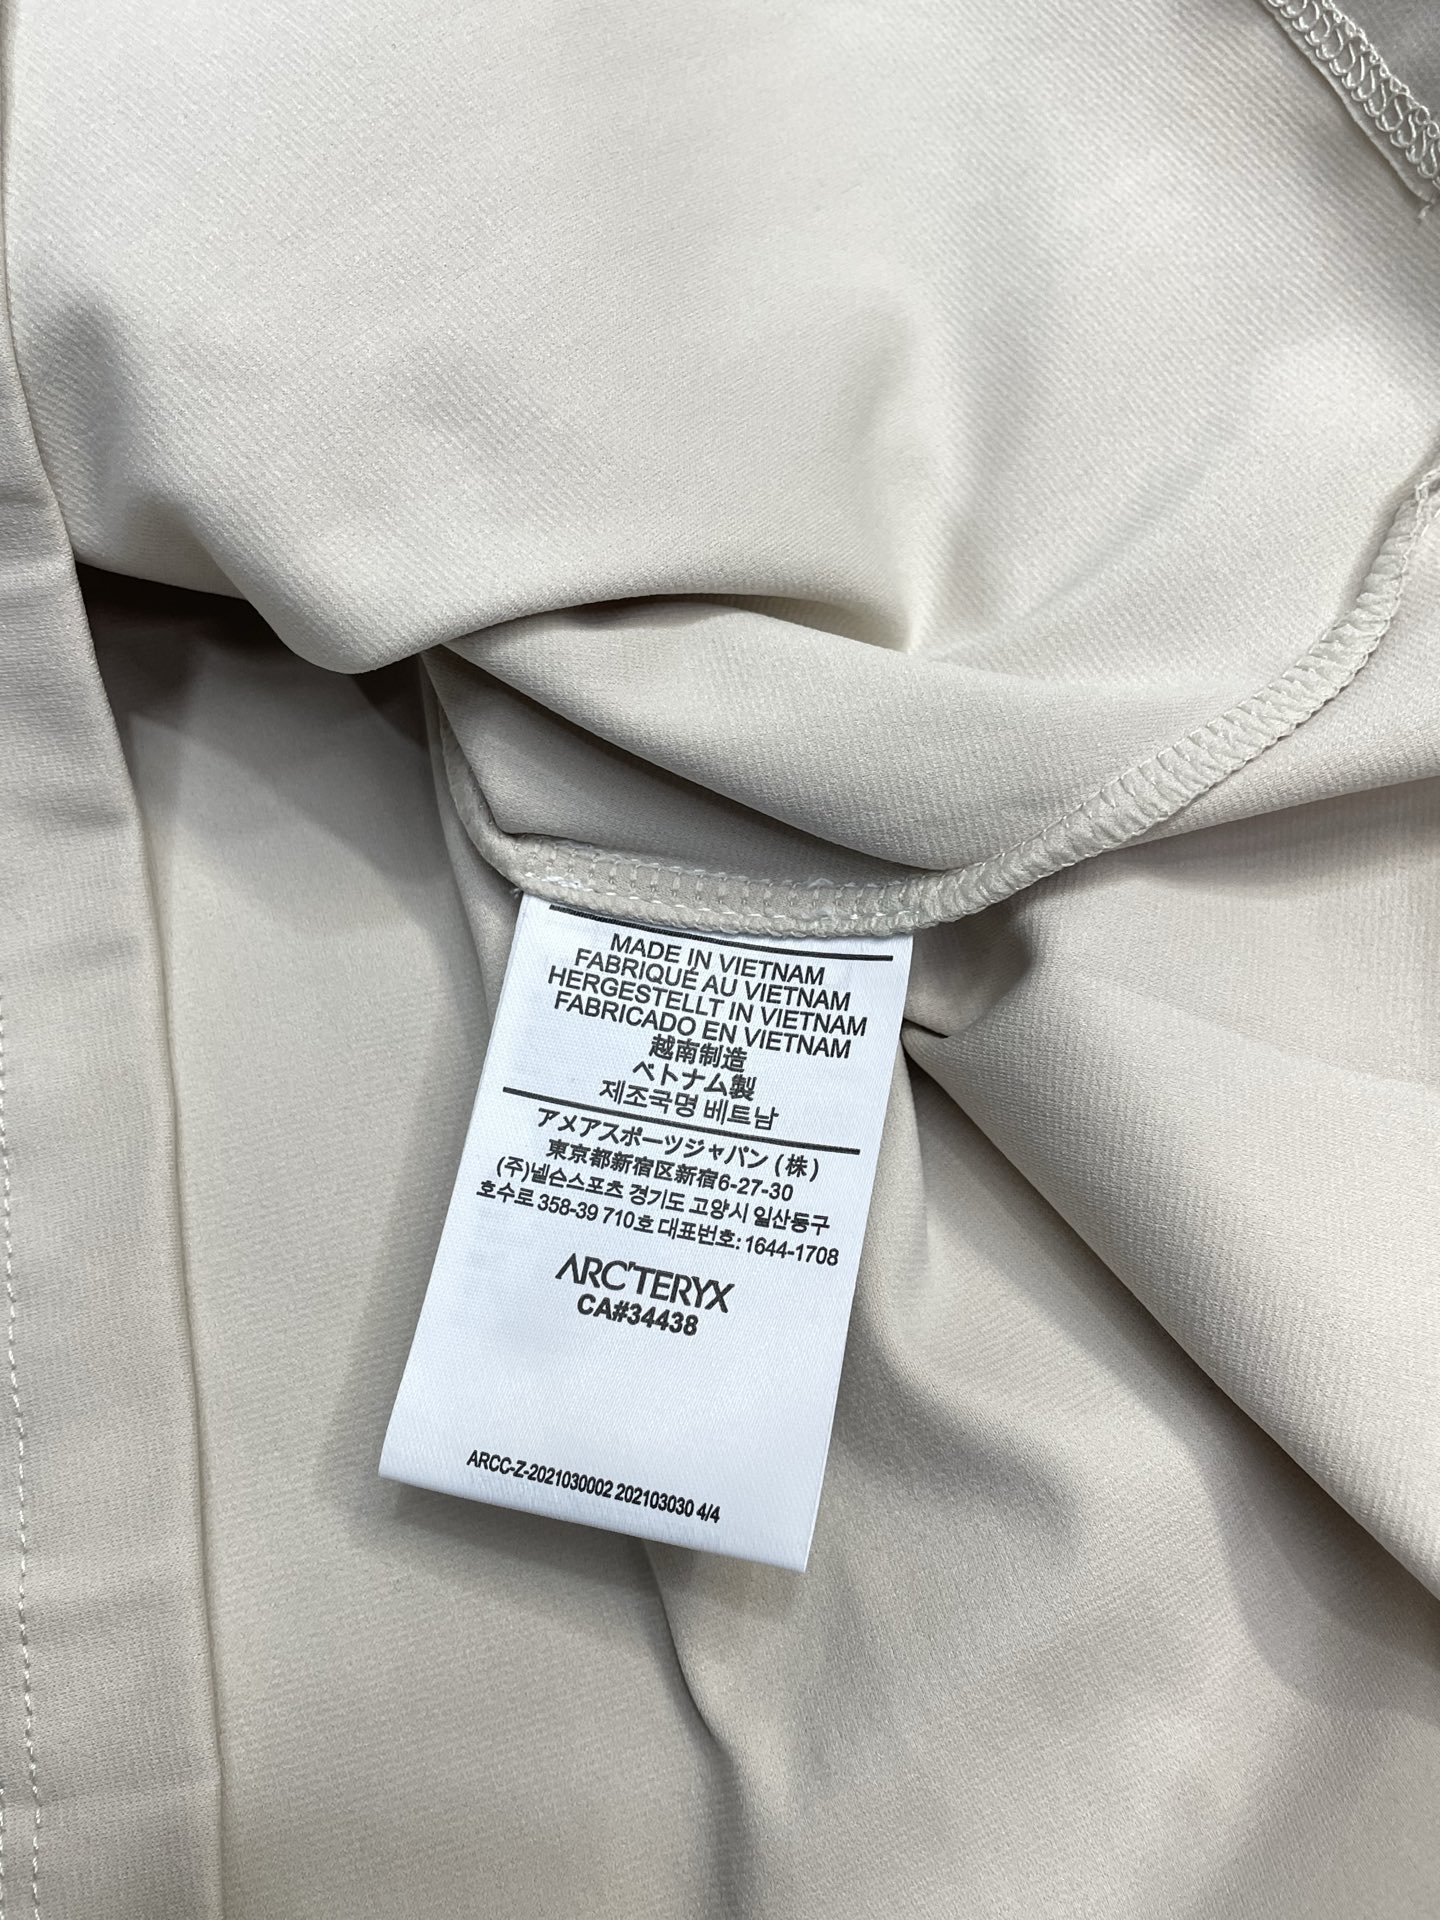 MADE IN VIETNAM
FABRIQUÉ AU VIETNAM
HERGESTELLT IN VIETNAM
FABRICADO EN VIETNAM
越南制造
ベトナム製
제조국명 베트남
アメアスポーツジャパン (株)
東京都新宿区新宿6-27-30
(주)넬슨스포츠 경기도 고양시 일산동구
호수로 358-39 710호 대표번호: 1644-1708
ARC'TERYX
CA#34438
ARCC-Z-2021030002 202103030 4/4